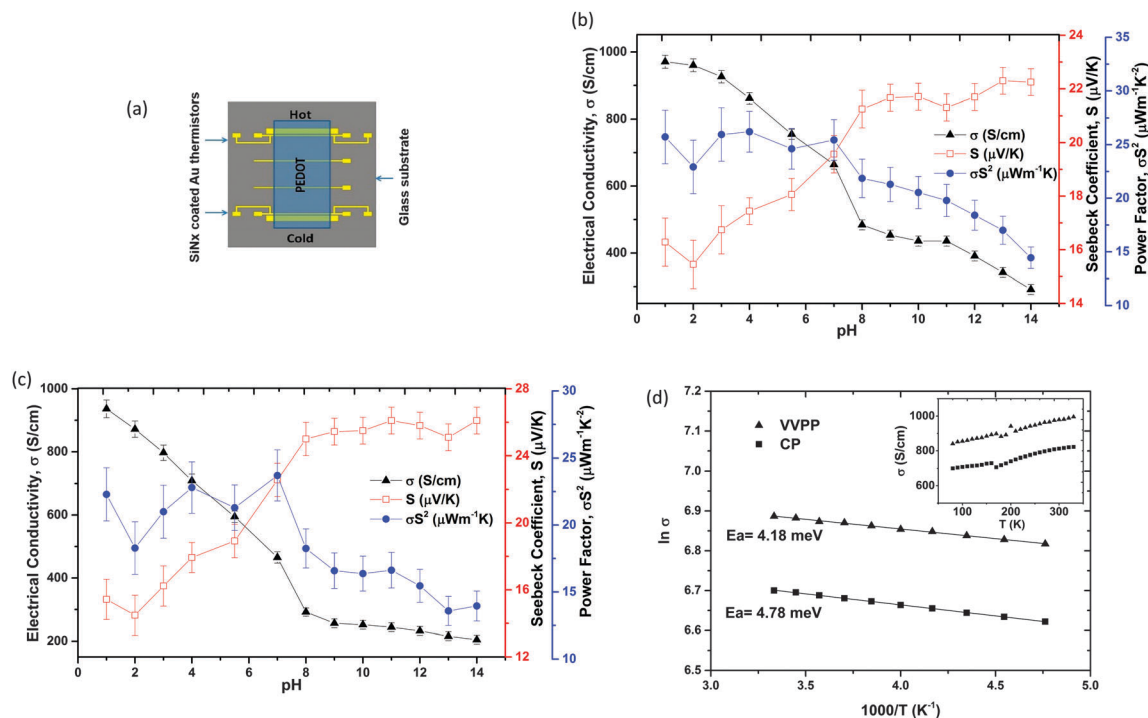 (a)
Hot
PEDOT
Cold
SiNx coated Au thermistors
Glass substrate
(b)
Electrical Conductivity, σ (S/cm)
1000
800
600
400
0
2
4
6
8
10
12
14
pH
σ (S/cm)
S (μV/K)
σS² (μWm⁻¹K)
24
22
20
18
16
14
Seebeck Coefficient, S (μV/K)
35
30
25
20
15
10
Power Factor, σS² (μWm⁻¹K⁻²)
(c)
Electrical Conductivity, σ (S/cm)
1000
800
600
400
200
0
2
4
6
8
10
12
14
pH
σ (S/cm)
S (μV/K)
σS² (μWm⁻¹K)
28
26
24
22
20
18
16
14
12
Seebeck Coefficient, S (μV/K)
30
25
20
15
10
Power Factor, σS² (μWm⁻¹K⁻²)
(d)
ln σ
7.2
7.1
7.0
6.9
6.8
6.7
6.6
6.5
VVPP
CP
Ea= 4.18 meV
Ea= 4.78 meV
3.0
3.5
4.0
4.5
5.0
1000/T (K⁻¹)
σ (S/cm)
1000
800
600
100
200
300
T (K)